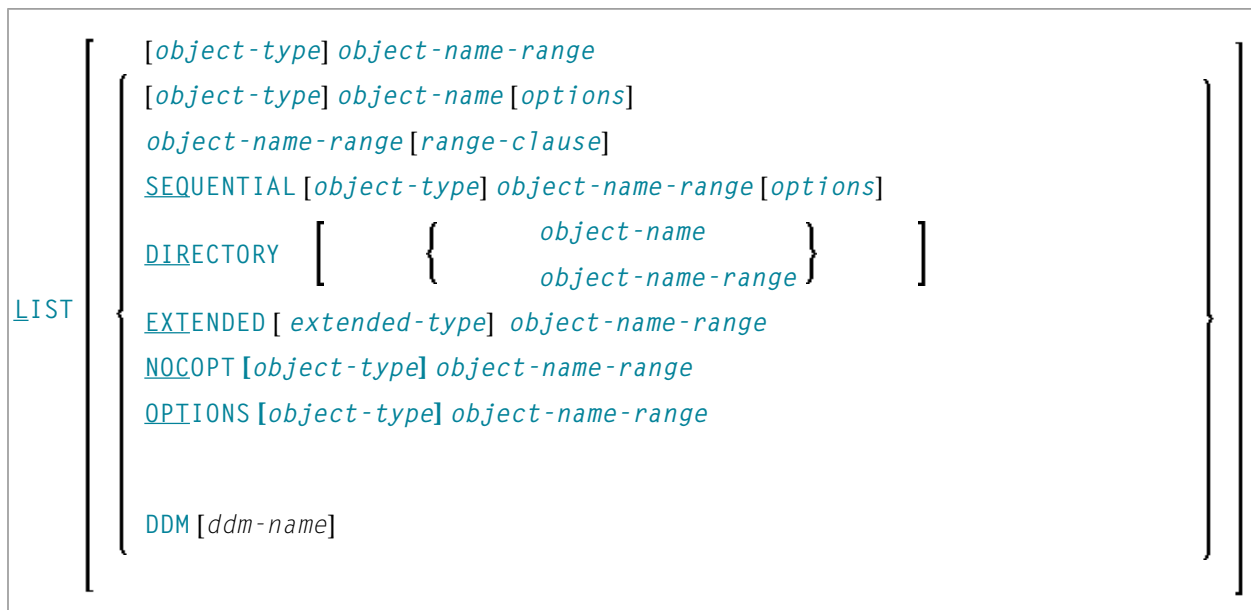 [object-type] object-name-range
[object-type] object-name [options]
object-name-range [range-clause]
SEQUENTIAL [object-type] object-name-range [options]
object-name
DIRECTORY [ { } ]
object-name-range
LIST
EXTENDED [ extended-type] object-name-range
NOCOPT [object-type] object-name-range
OPTIONS [object-type] object-name-range
DDM [ddm-name]